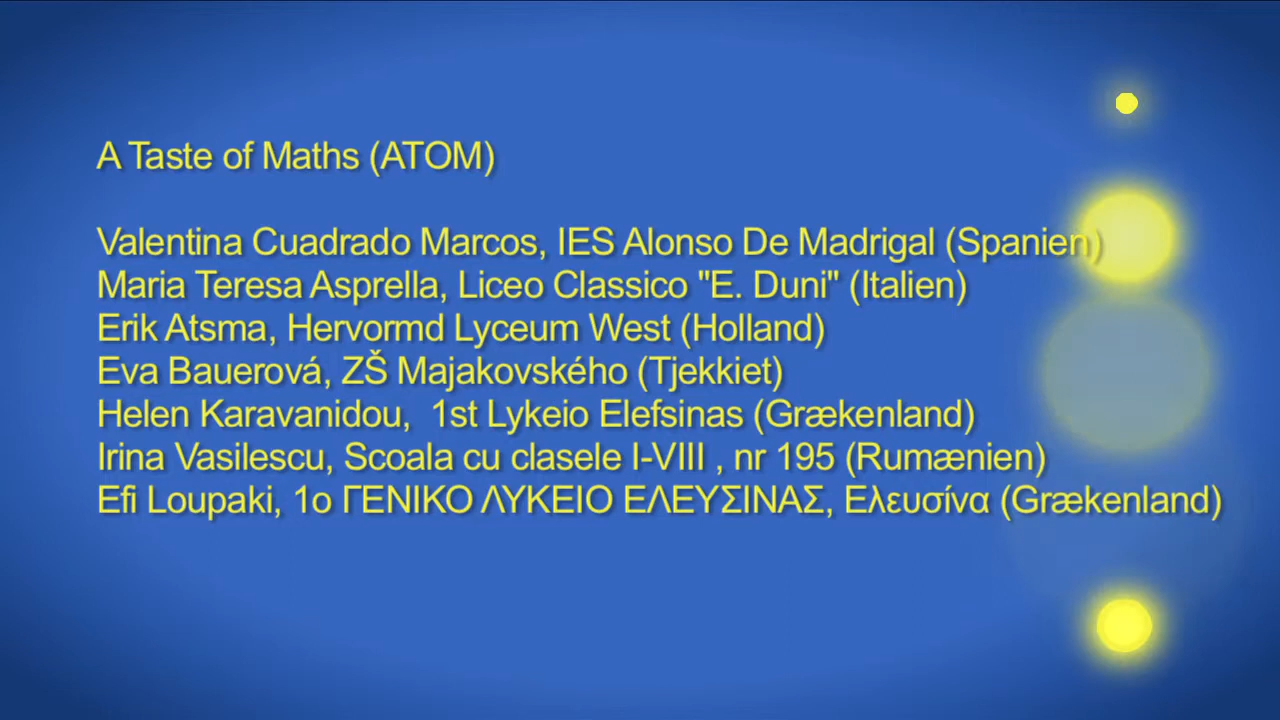 A Taste of Maths (ATOM)
Valentina Cuadrado Marcos, IES Alonso De Madrigal (Spanien)
Maria Teresa Asprella, Liceo Classico "E. Duni" (Italien)
Erik Atsma, Hervormd Lyceum West (Holland)
Eva Bauerová, ZŠ Majakovského (Tjekkiet)
Helen Karavanidou,  1st Lykeio Elefsinas (Grækenland)
Irina Vasilescu, Scoala cu clasele I-VIII , nr 195 (Rumænien)
Efi Loupaki, 1ο ΓΕΝΙΚΟ ΛΥΚΕΙΟ ΕΛΕΥΣΙΝΑΣ, Ελευσίνα (Grækenland)